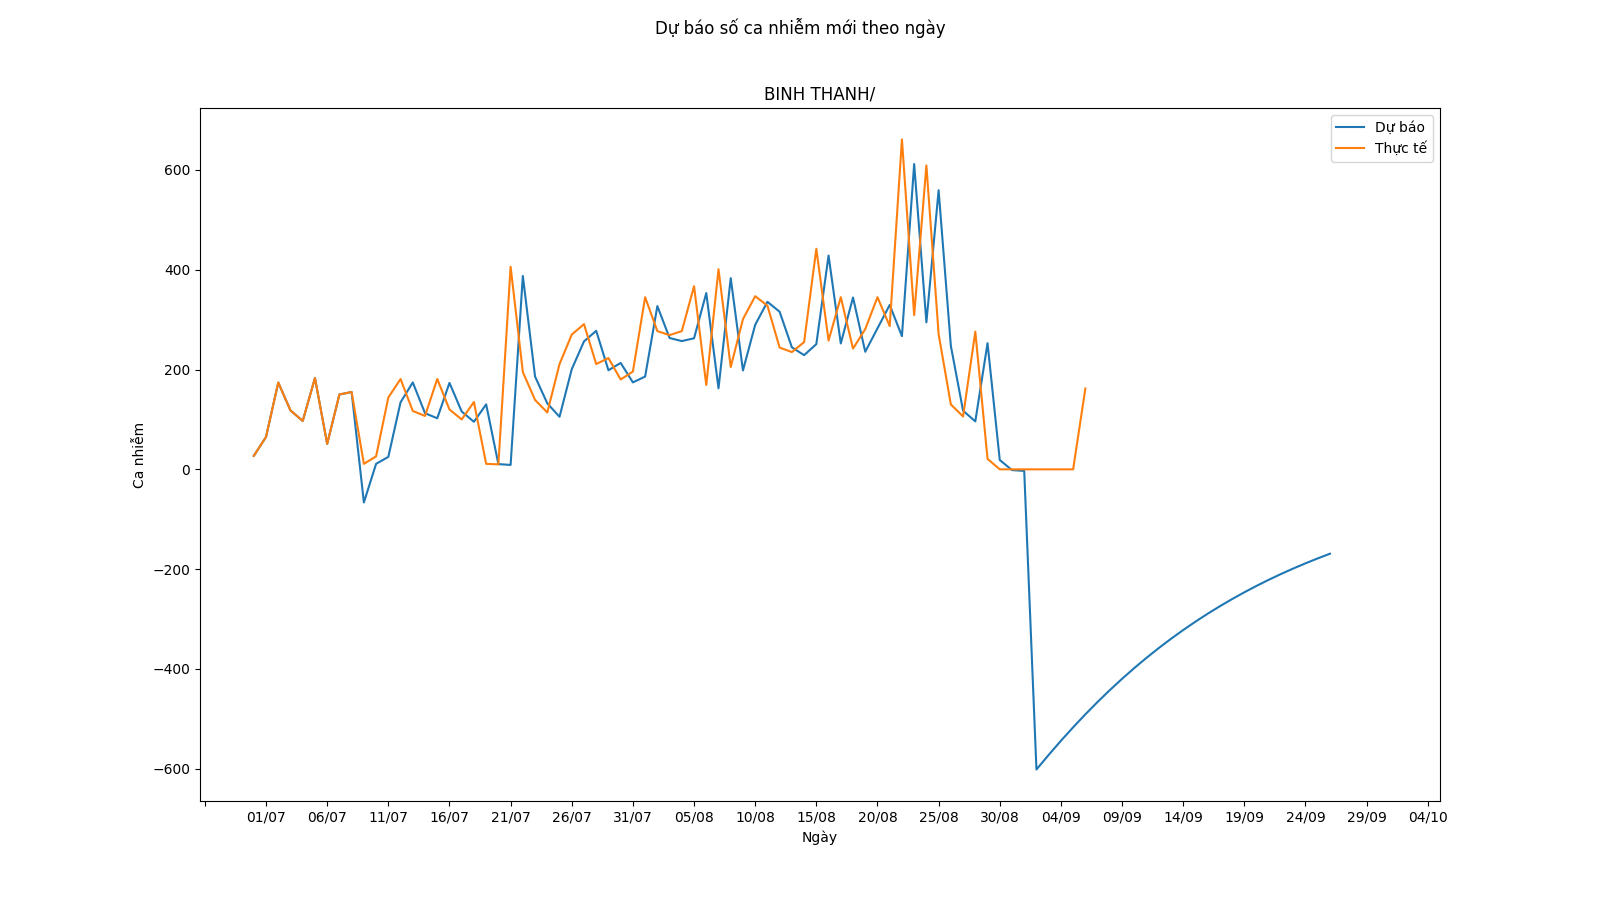 Dự báo số ca nhiễm mới theo ngày
BINH THANH/
Dự báo
Thực tế
600
400
200
0
−200
−400
−600
Ca nhiễm
01/07 06/07 11/07 16/07 21/07 26/07 31/07 05/08 10/08 15/08 20/08 25/08 30/08 04/09 09/09 14/09 19/09 24/09 29/09 04/10
Ngày